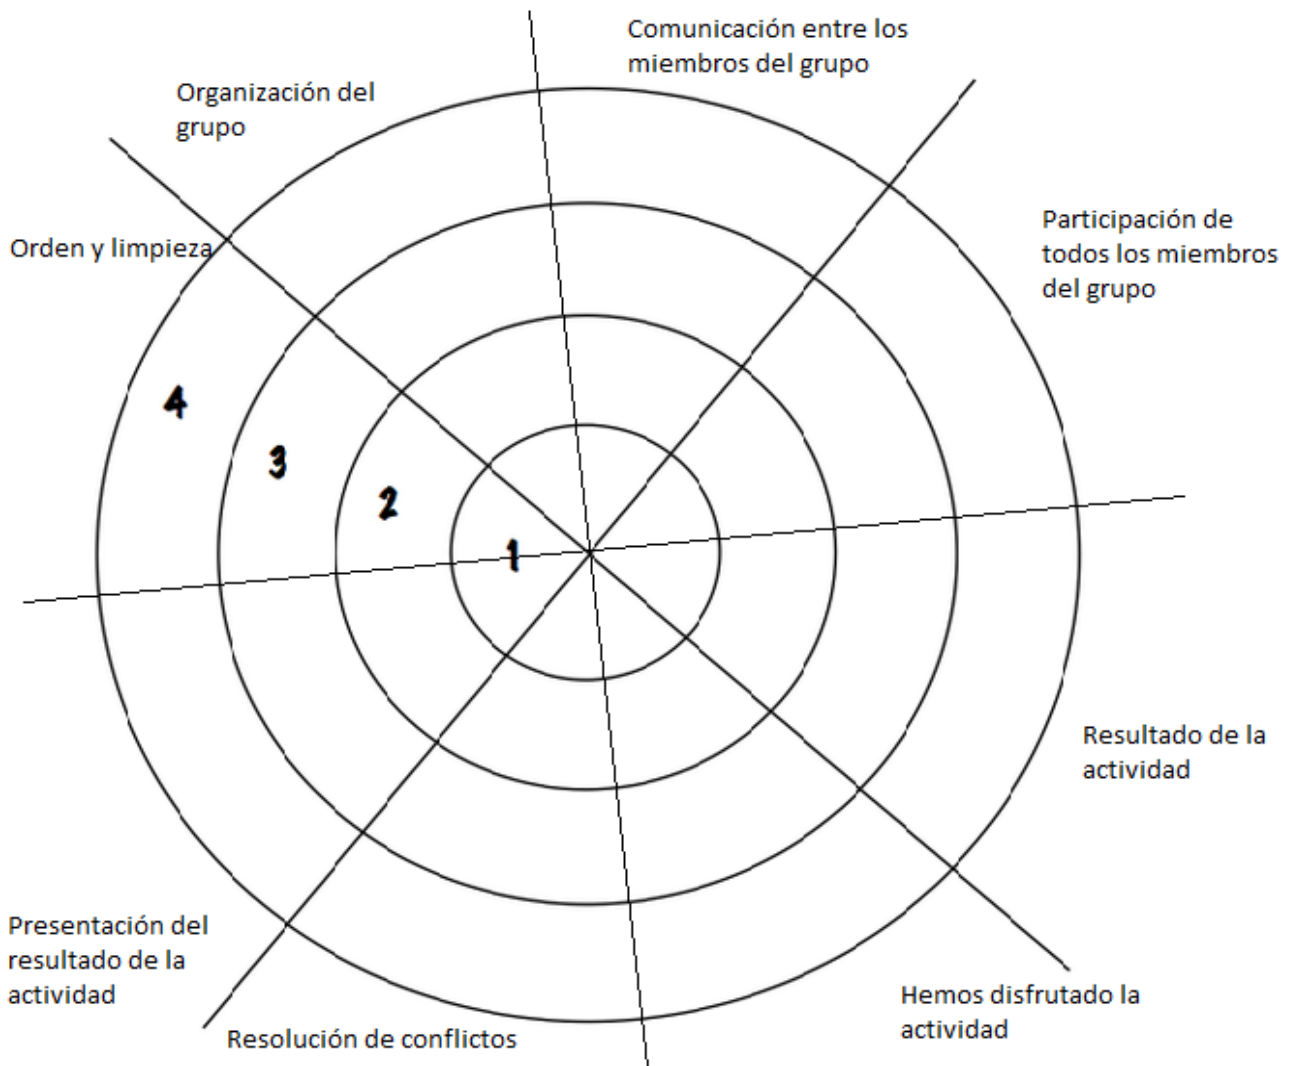 Comunicación entre los
miembros del grupo
Organización del
grupo
Participación de
todos los miembros
del grupo
Orden y limpieza
4
3
2
1
Resultado de la
actividad
Presentación del
resultado de la
actividad
Hemos disfrutado la
actividad
Resolución de conflictos